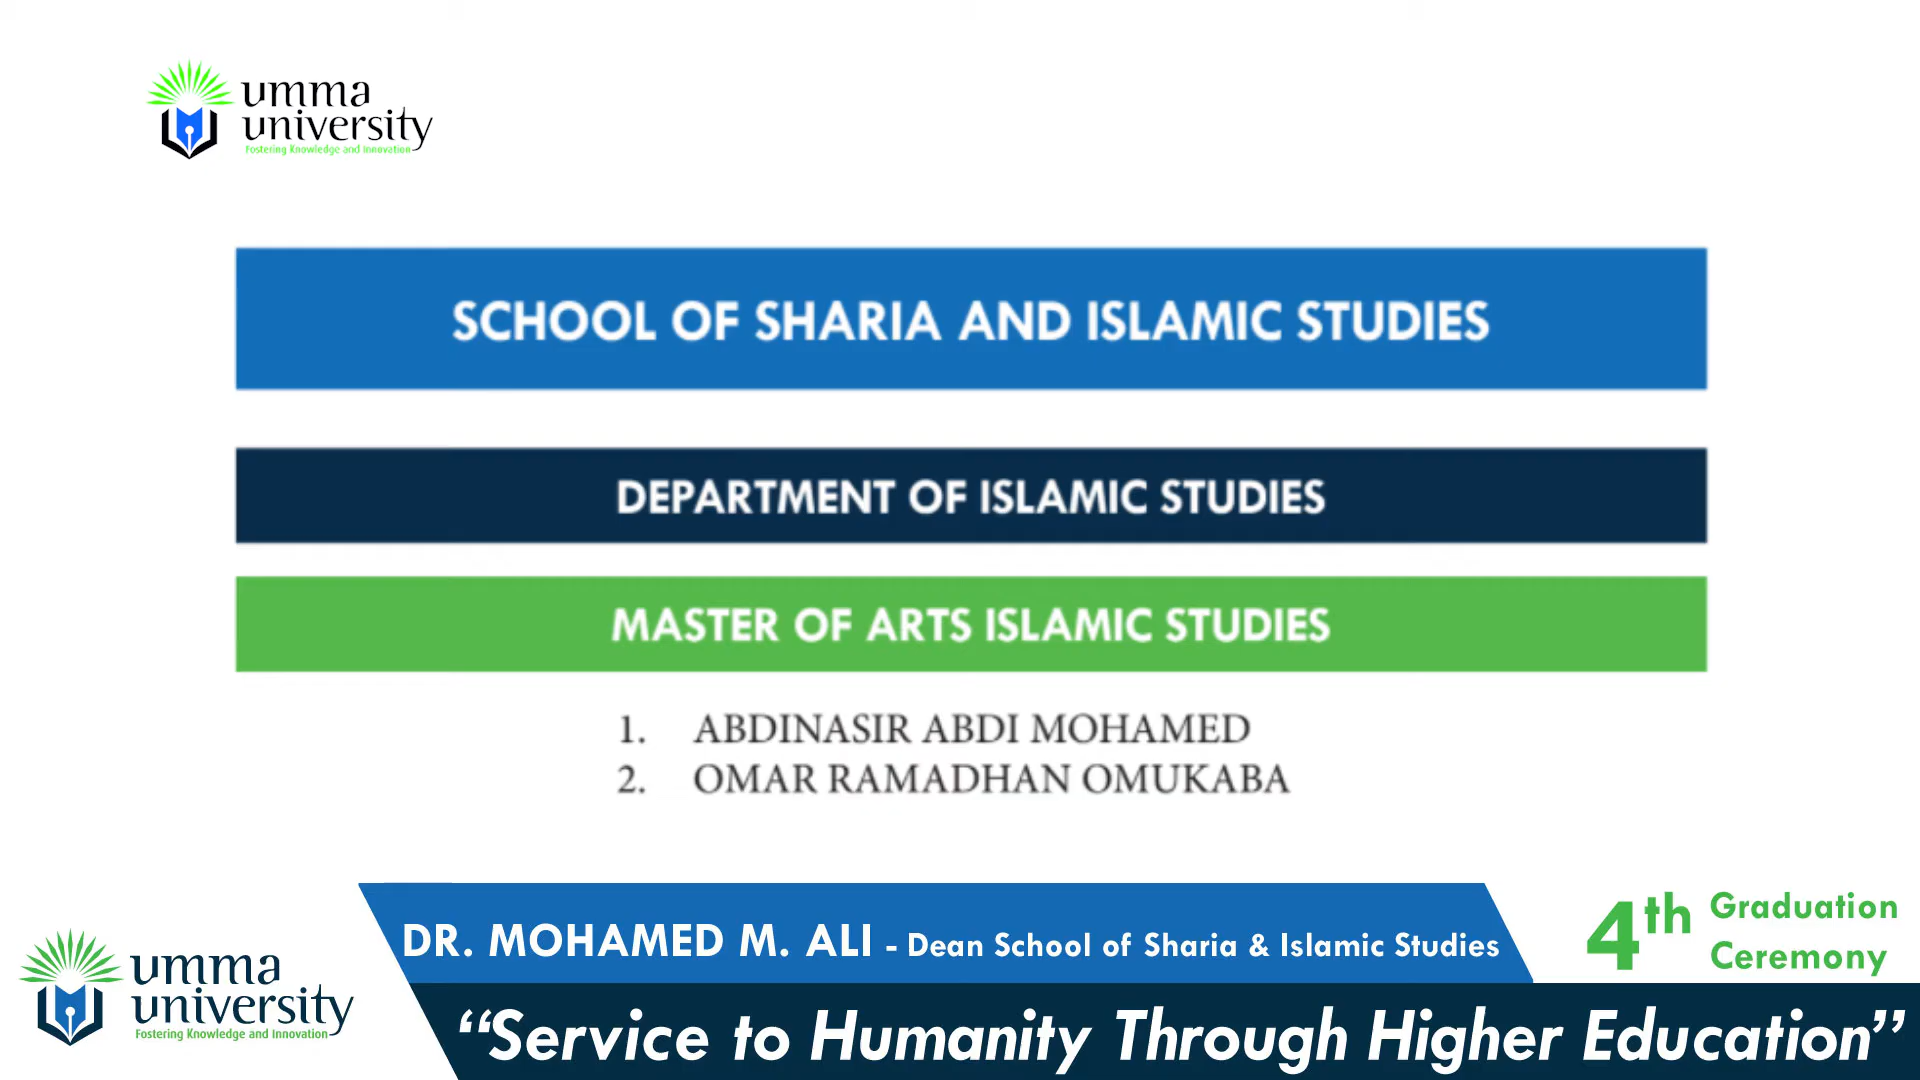 umma
university
Fostering Knowledge and Innovation
SCHOOL OF SHARIA AND ISLAMIC STUDIES
DEPARTMENT OF ISLAMIC STUDIES
MASTER OF ARTS ISLAMIC STUDIES
1. ABDINASIR ABDI MOHAMED
2. OMAR RAMADHAN OMUKABA
umma
university
Fostering Knowledge and Innovation
DR. MOHAMED M. ALI - Dean School of Sharia & Islamic Studies
4th Graduation
Ceremony
“Service to Humanity Through Higher Education”